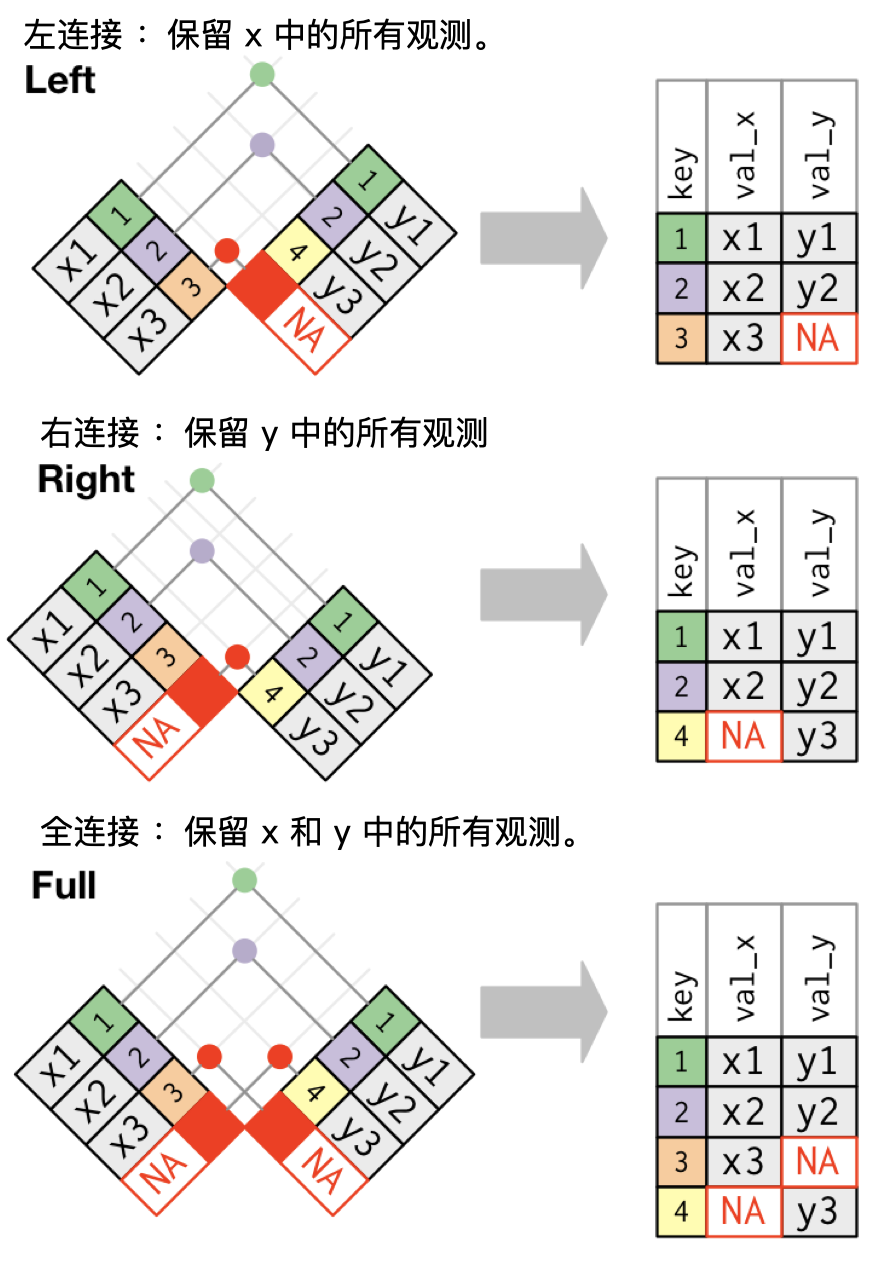 左连接： 保留 x 中的所有观测。
Left
1
x1
2
x2
3
x3
1
y1
2
y2
4
y3
NA
key val_x val_y
1 x1 y1
2 x2 y2
3 x3 NA
右连接： 保留 y 中的所有观测
Right
1
x1
2
x2
3
x3
NA
1
y1
2
y2
4
y3
key val_x val_y
1 x1 y1
2 x2 y2
4 NA y3
全连接： 保留 x 和 y 中的所有观测。
Full
1
x1
2
x2
3
x3
NA
1
y1
2
y2
4
y3
NA
key val_x val_y
1 x1 y1
2 x2 y2
3 x3 NA
4 NA y3